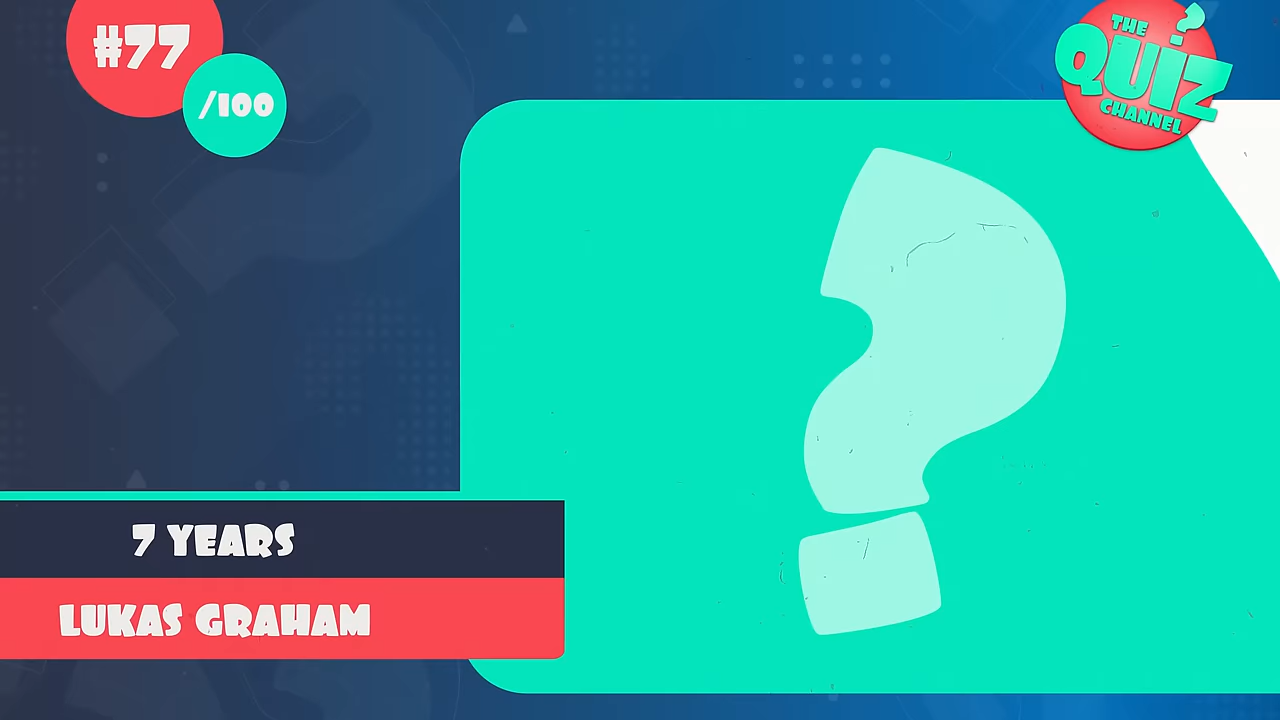 #77
/100
THE
QUIZ
CHANNEL
7 YEARS
LUKAS GRAHAM